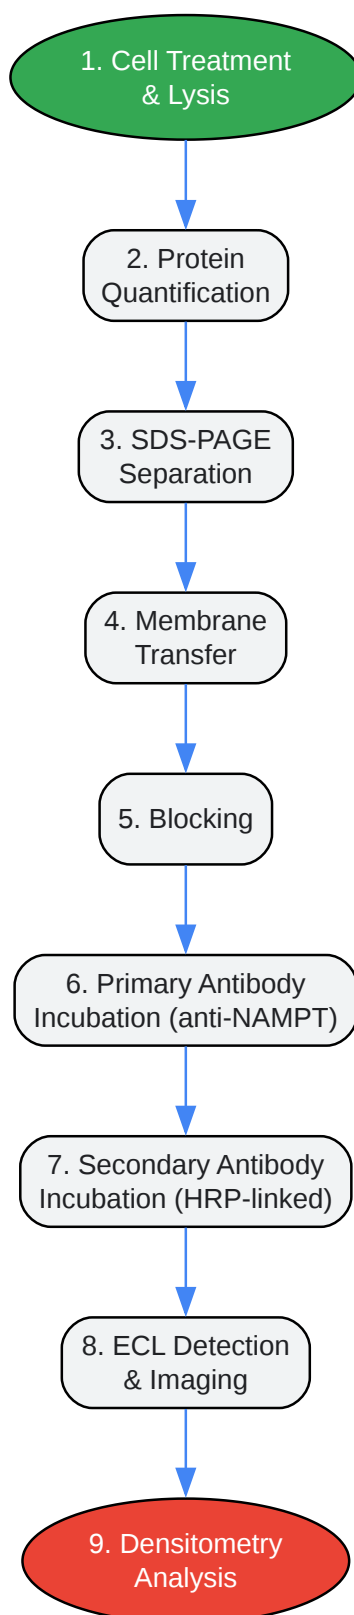 1. Cell Treatment
& Lysis
2. Protein
Quantification
3. SDS-PAGE
Separation
4. Membrane
Transfer
5. Blocking
6. Primary Antibody
Incubation (anti-NAMPT)
7. Secondary Antibody
Incubation (HRP-linked)
8. ECL Detection
& Imaging
9. Densitometry
Analysis